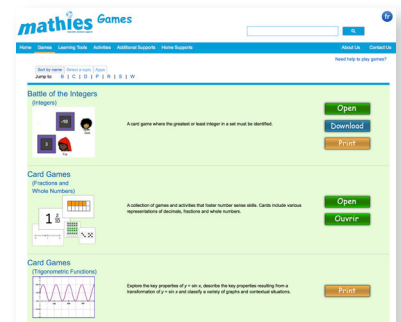 mathies Games
fr
Home Games Learning Tools Activities Additional Supports Home Supports About Us Contact Us
Need help to play games?
Sort by name Select a topic Apps
Jump to: B | C | D | P | R | S | W
Battle of the Integers
(Integers)
-10
3
A card game where the greatest or least integer in a set must be identified.
Open
Download
Print
Card Games
(Fractions and
Whole Numbers)
A collection of games and activities that foster number sense skills. Cards include various
representations of decimals, fractions and whole numbers.
Open
Ouvrir
Card Games
(Trigonometric Functions)
Explore the key properties of y = sin x, describe the key properties resulting from a
transformation of y = sin x and classify a variety of graphs and contextual situations.
Print